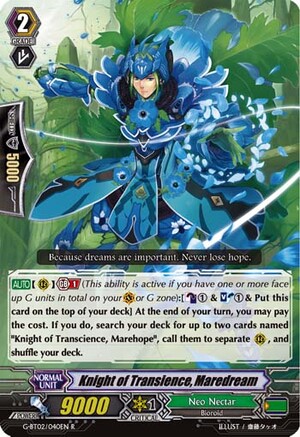 2
GRADE
SHIELD
5000
Because dreams are important. Never lose hope.
AUTO 1 (This ability is active if you have one or more face
up G units in total on your or G zone):[ ① & ① & Put this
card on the top of your deck] At the end of your turn, you may pay
the cost. If you do, search your deck for up to two cards named
"Knight of Transcience, Marehope", call them to separate , and
shuffle your deck.
NORMAL
UNIT
Knight of Transience, Maredream
POWER
9000
1
CRITICAL
Neo Nectar
Bioroid
G-BT02/040EN R
ILLUST / 齋藤タヶオ